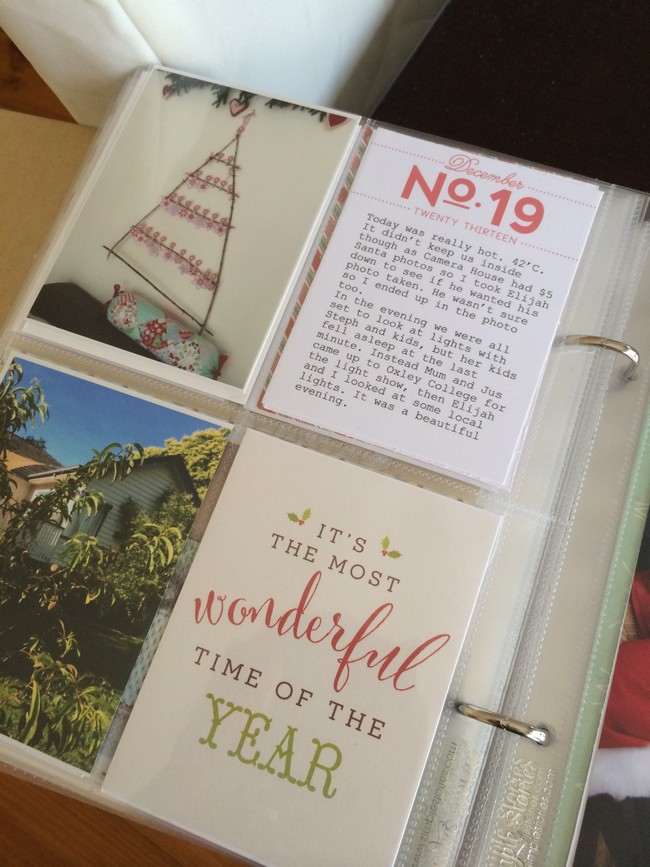 December
No. 19
TWENTY THIRTEEN
Today was really hot. 42'C.
It didn't keep us inside
though as Camera House had $5
Santa photos so I took Elijah
down to see if he wanted his
photo taken. He wasn't sure
so I ended up in the photo
too.
In the evening we were all
set to look at lights with
Steph and kids, but her kids
fell asleep at the last
minute. Instead Mum and Jus
came up to Oxley College for
the light show, then Elijah
and I looked at some local
lights. It was a beautiful
evening.
IT'S
THE MOST
wonderful
TIME OF THE
YEAR